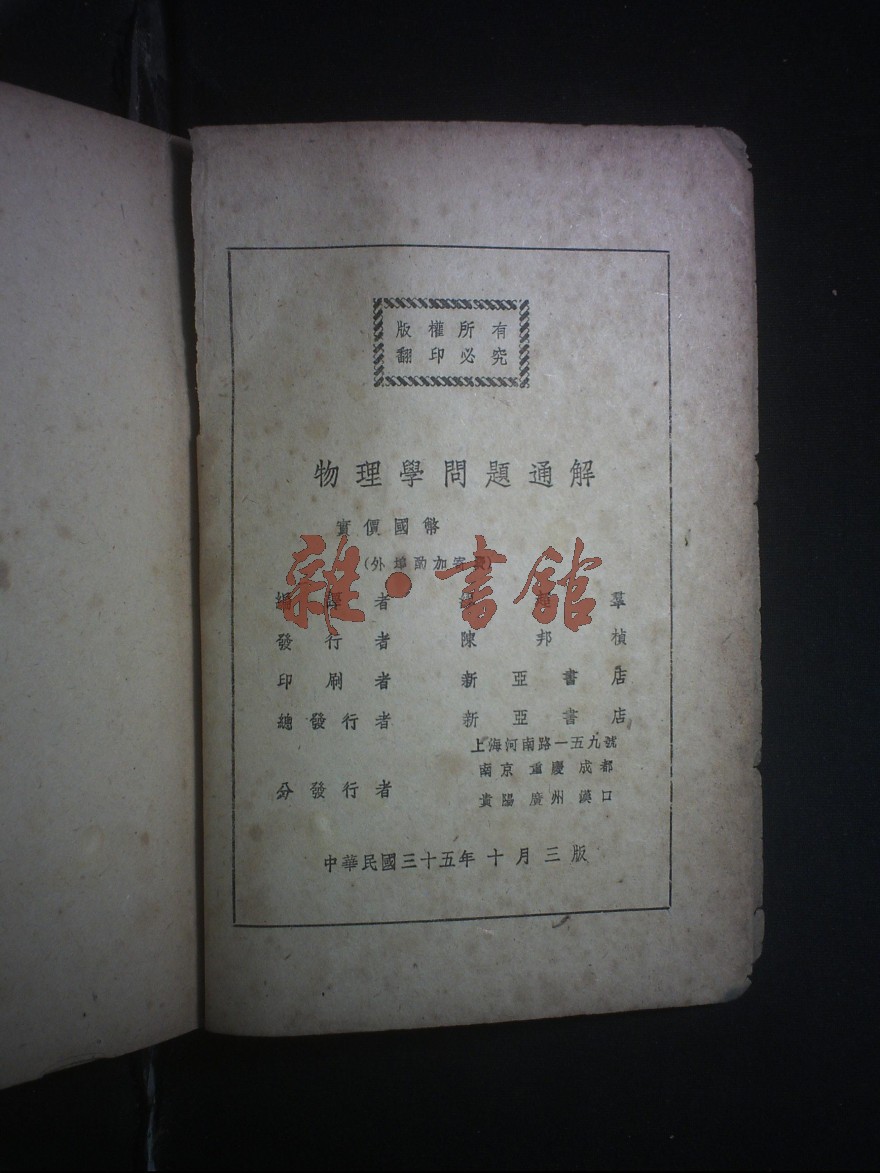 版權所有
翻印必究
物理學問題通解
實價國幣
(外埠酌加寄費)
雜·書館
者 羣
發行者 陳邦楨
印刷者 新亞書店
總發行者 新亞書店
上海河南路一五九號
南京 重慶 成都
分發行者
貴陽 廣州 漢口
中華民國三十五年十月三版